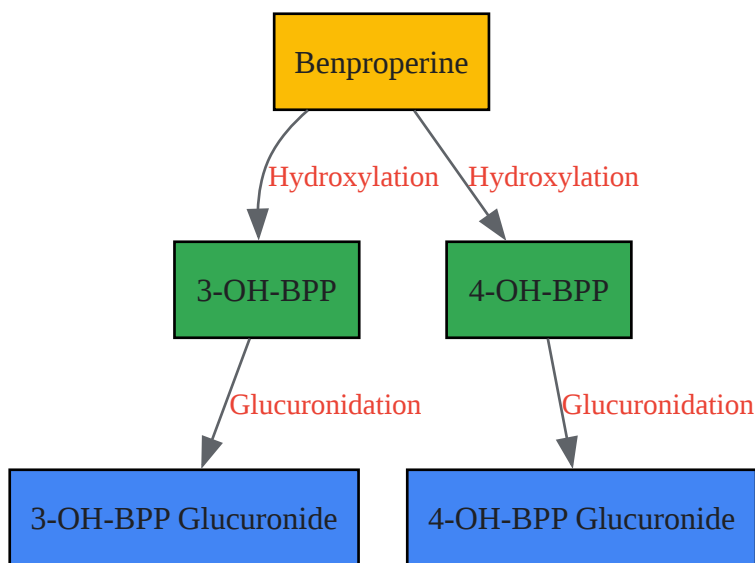 Benproperine
Hydroxylation
Hydroxylation
3-OH-BPP
4-OH-BPP
Glucuronidation
Glucuronidation
3-OH-BPP Glucuronide
4-OH-BPP Glucuronide